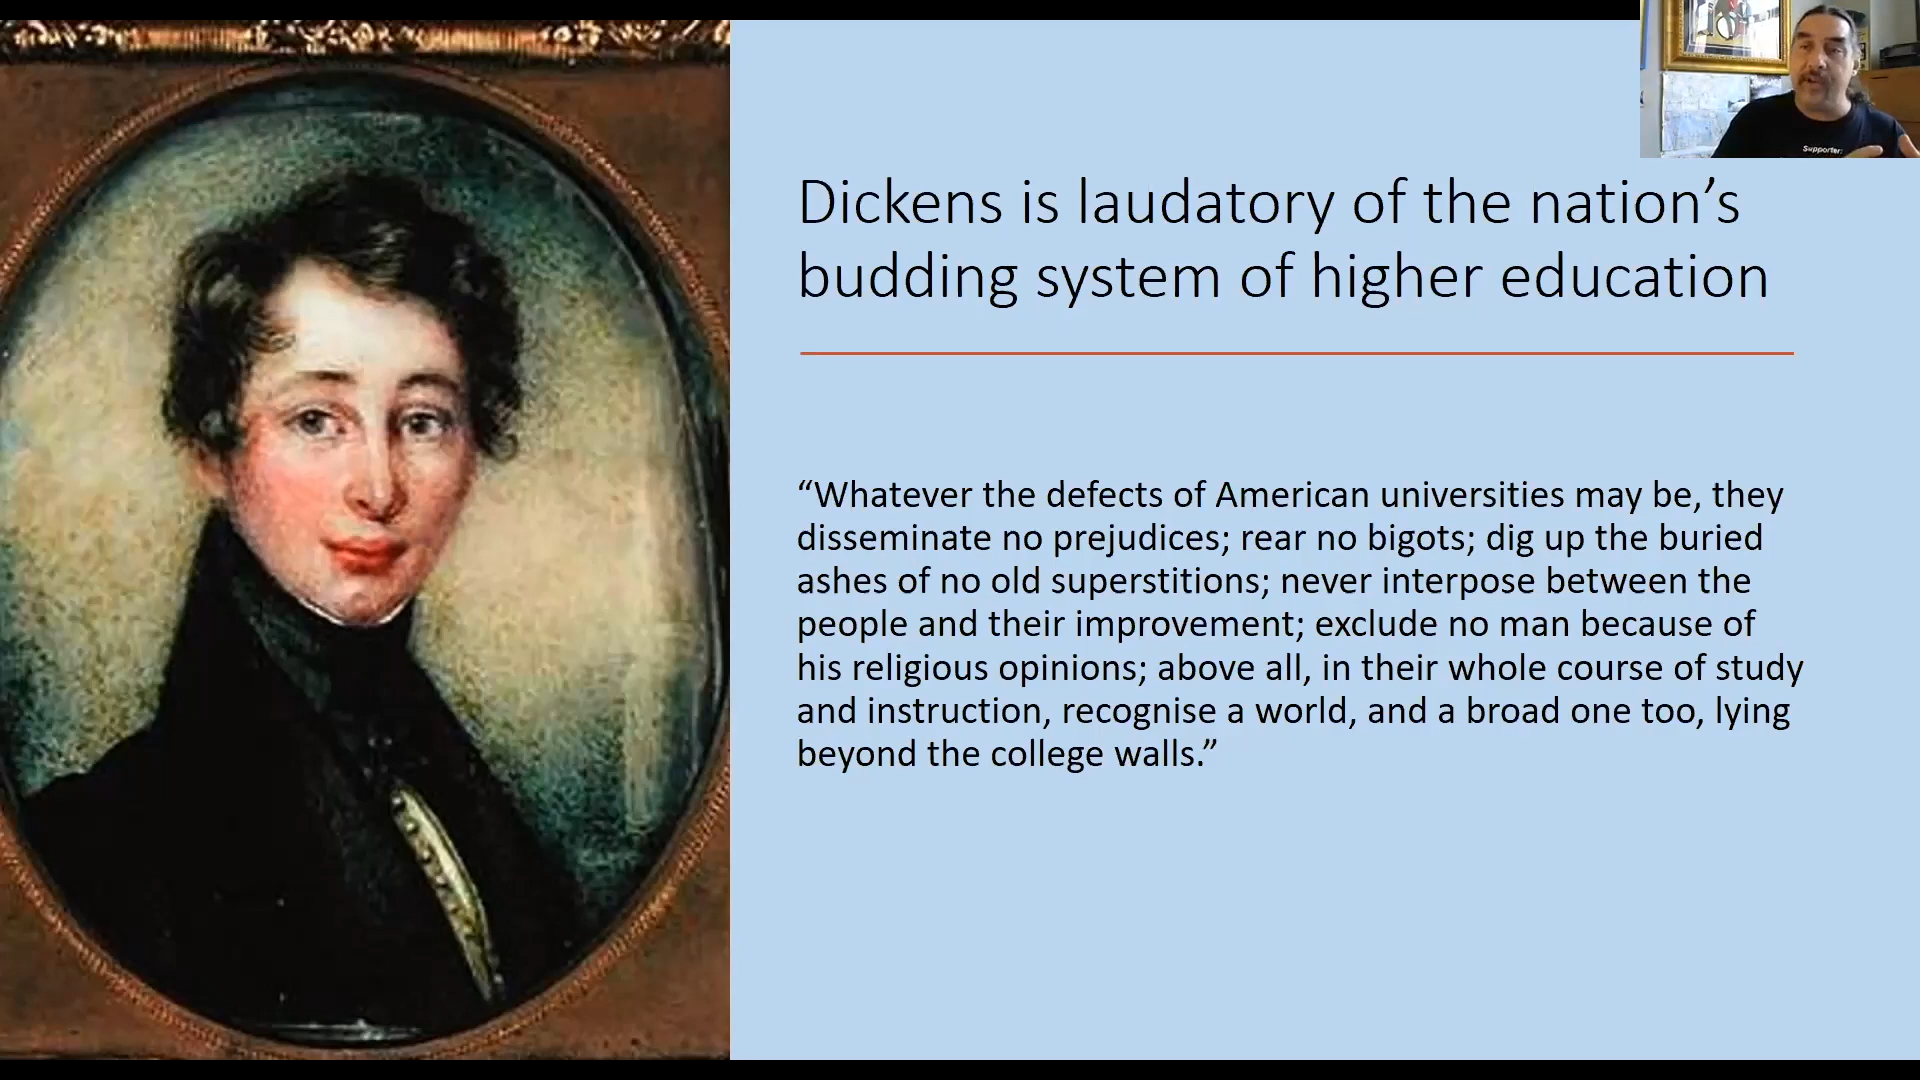 Dickens is laudatory of the nation’s
budding system of higher education
“Whatever the defects of American universities may be, they
disseminate no prejudices; rear no bigots; dig up the buried
ashes of no old superstitions; never interpose between the
people and their improvement; exclude no man because of
his religious opinions; above all, in their whole course of study
and instruction, recognise a world, and a broad one too, lying
beyond the college walls.”
Supporter: